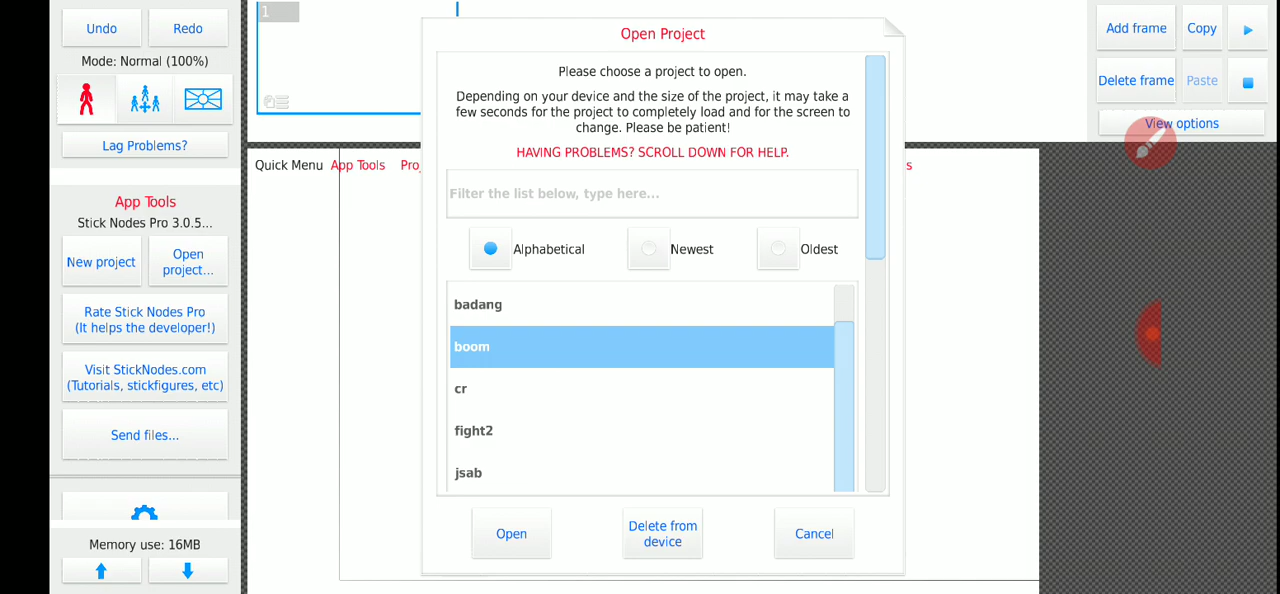 Undo
Redo
Mode: Normal (100%)
Lag Problems?
App Tools
Stick Nodes Pro 3.0.5...
New project
Open
project...
Rate Stick Nodes Pro
(It helps the developer!)
Visit StickNodes.com
(Tutorials, stickfigures, etc)
Send files...
Memory use: 16MB
1
Quick Menu App Tools
Open Project
Please choose a project to open.
Depending on your device and the size of the project, it may take a
few seconds for the project to completely load and for the screen to
change. Please be patient!
HAVING PROBLEMS? SCROLL DOWN FOR HELP.
Filter the list below, type here...
Alphabetical
Newest
Oldest
badang
boom
cr
fight2
jsab
Open
Delete from
device
Cancel
Add frame
Copy
Delete frame
Paste
View options